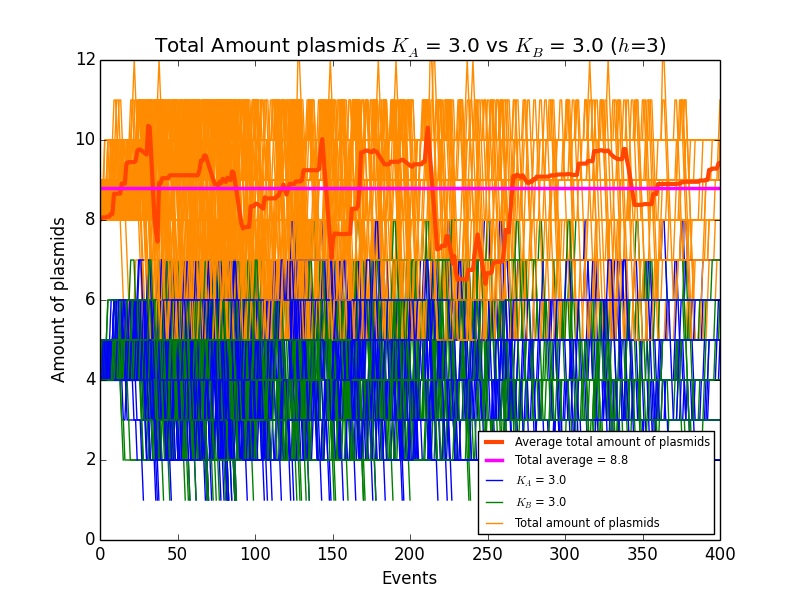 Total Amount plasmids K_A = 3.0 vs K_B = 3.0 (h=3)
12
10
8
6
4
2
0
Amount of plasmids
Average total amount of plasmids
Total average = 8.8
K_A = 3.0
K_B = 3.0
Total amount of plasmids
0 50 100 150 200 250 300 350 400
Events